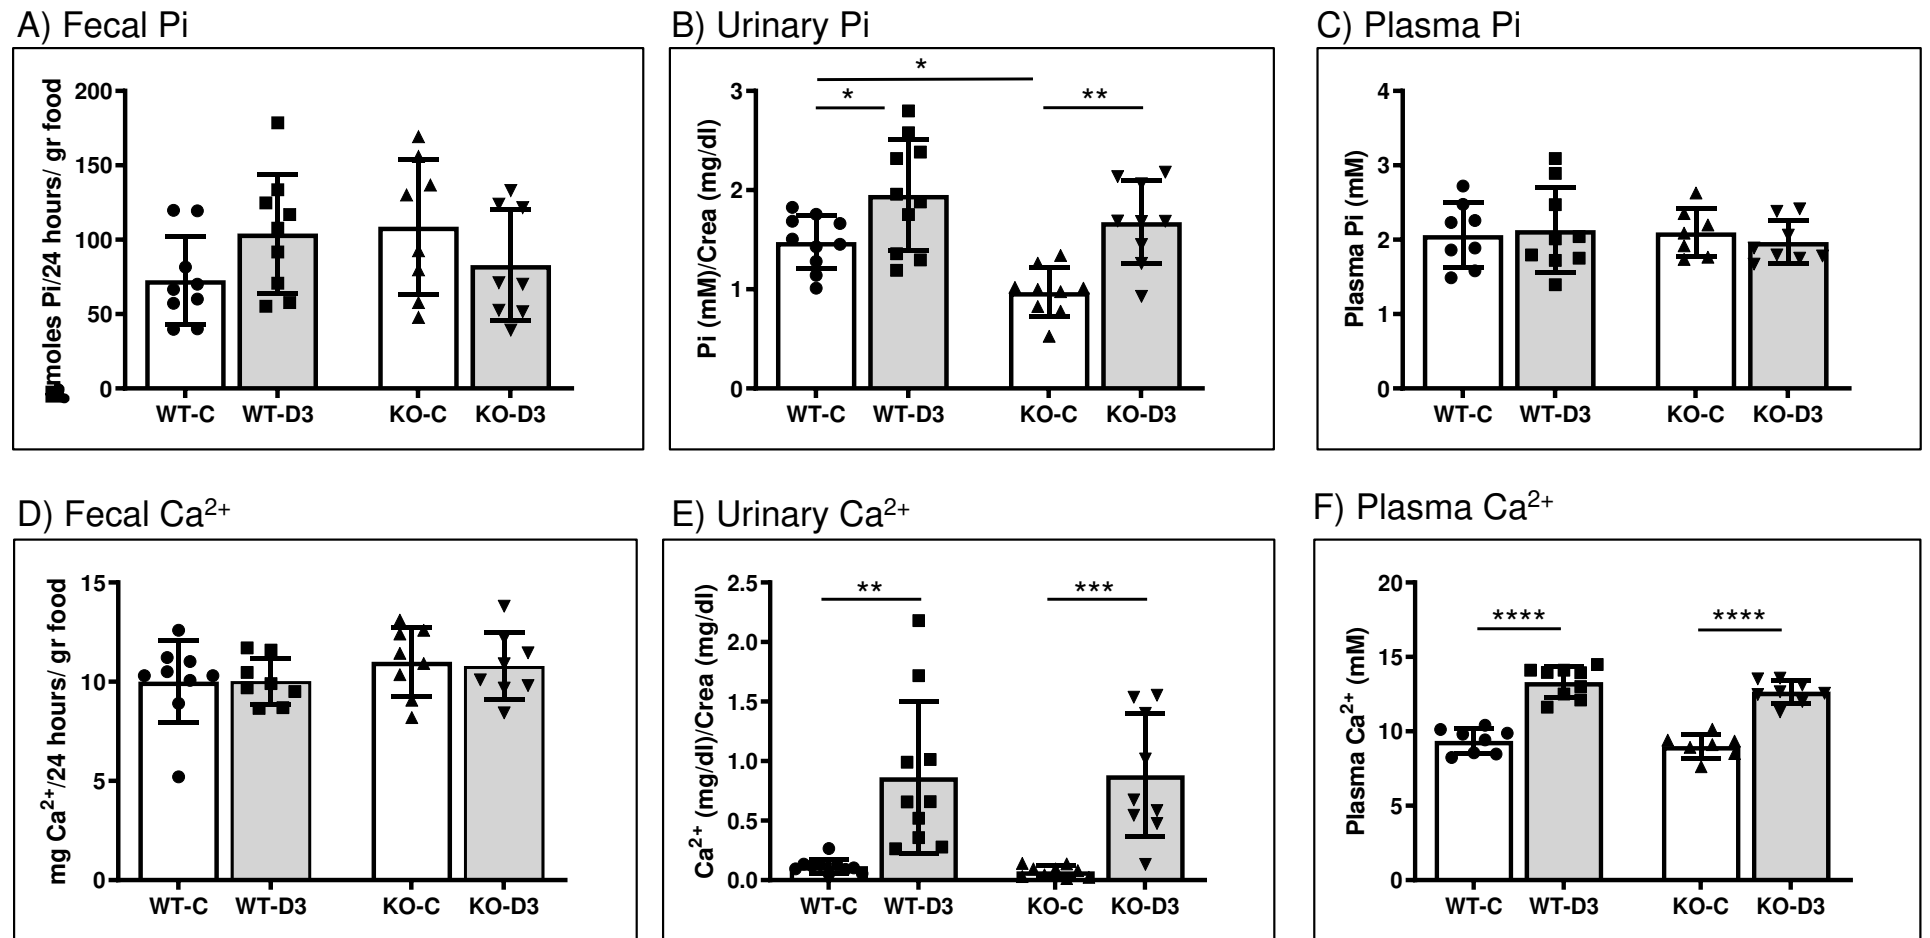 A) Fecal Pi
B) Urinary Pi
C) Plasma Pi
moles Pi/24 hours/ gr food
200
150
100
50
0
WT-C WT-D3 KO-C KO-D3
Pi (mM)/Crea (mg/dl)
3
2
1
0
*
*
**
WT-C WT-D3 KO-C KO-D3
Plasma Pi (mM)
4
3
2
1
0
WT-C WT-D3 KO-C KO-D3
D) Fecal Ca²⁺
E) Urinary Ca²⁺
F) Plasma Ca²⁺
mg Ca²⁺/24 hours/ gr food
15
10
5
0
WT-C WT-D3 KO-C KO-D3
Ca²⁺ (mg/dl)/Crea (mg/dl)
2.5
2.0
1.5
1.0
0.5
0.0
**
***
WT-C WT-D3 KO-C KO-D3
Plasma Ca²⁺ (mM)
20
15
10
5
0
****
****
WT-C WT-D3 KO-C KO-D3